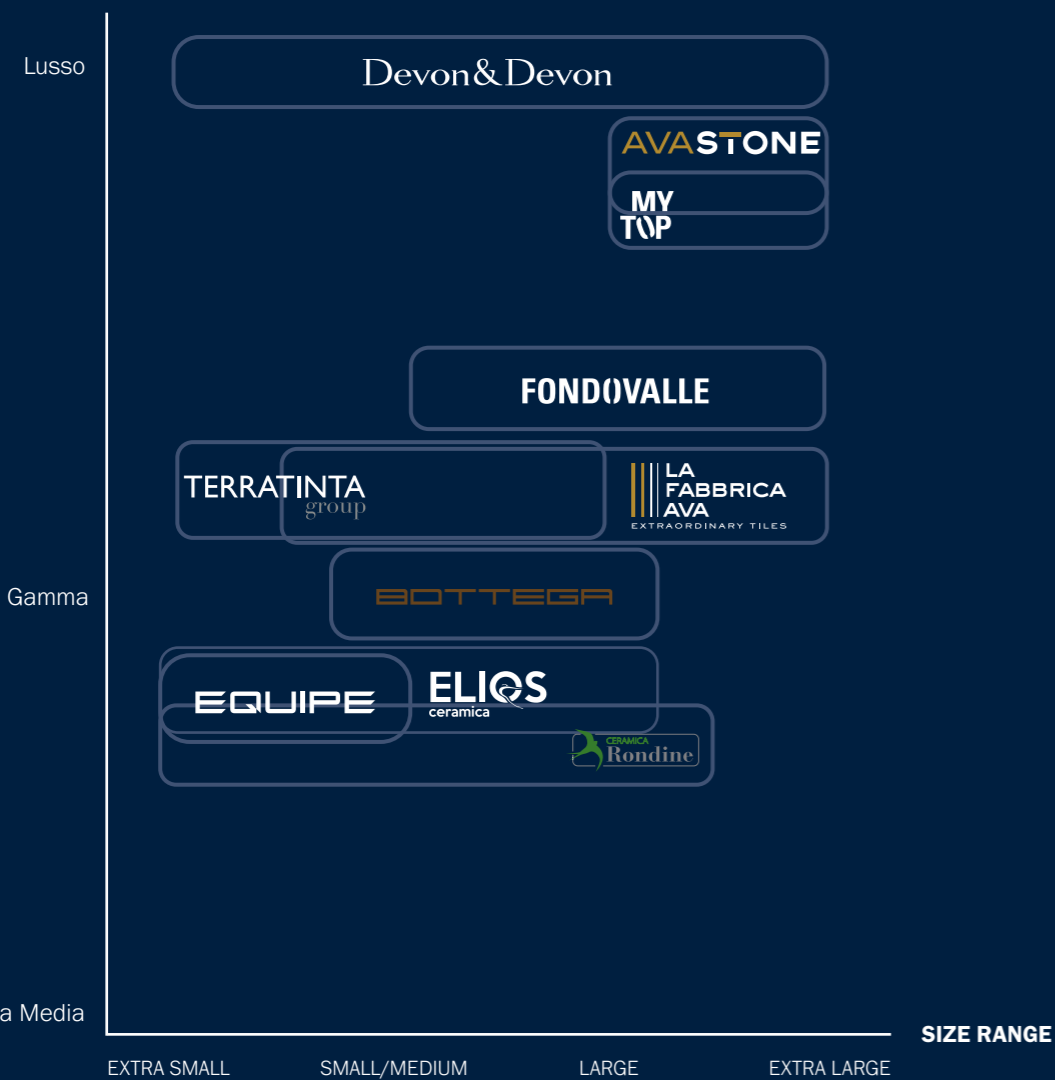 Lusso
Devon&Devon
AVASTONE
MY
TOP
FONDOVALLE
TERRATINTA
group
LA
FABBRICA
AVA
EXTRAORDINARY TILES
Gamma
BOTTEGA
EQUIPE
ELIOS
ceramica
CERAMICA
Rondine
a Media
SIZE RANGE
EXTRA SMALL SMALL/MEDIUM LARGE EXTRA LARGE